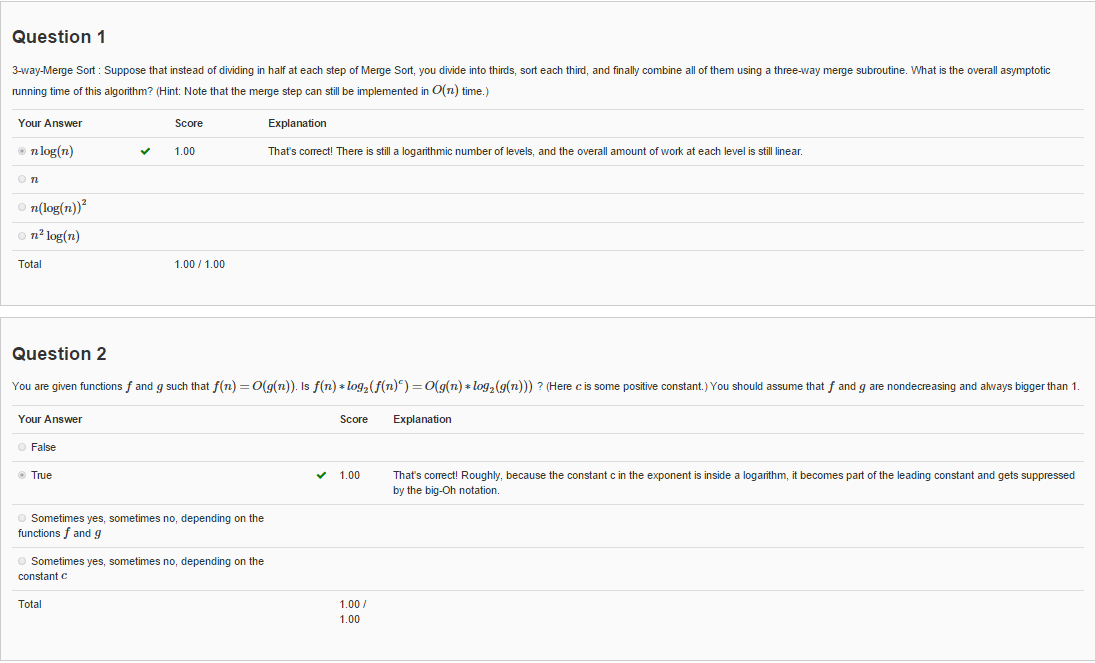 Question 1
3-way-Merge Sort : Suppose that instead of dividing in half at each step of Merge Sort, you divide into thirds, sort each third, and finally combine all of them using a three-way merge subroutine. What is the overall asymptotic
running time of this algorithm? (Hint: Note that the merge step can still be implemented in O(n) time.)
Your Answer Score Explanation
n log(n) ✔ 1.00 That's correct! There is still a logarithmic number of levels, and the overall amount of work at each level is still linear.
n
n(log(n))²
n² log(n)
Total 1.00 / 1.00
Question 2
You are given functions f and g such that f(n) = O(g(n)). Is f(n) * log₂(f(n)ᶜ) = O(g(n) * log₂(g(n))) ? (Here c is some positive constant.) You should assume that f and g are nondecreasing and always bigger than 1.
Your Answer Score Explanation
False
True ✔ 1.00 That's correct! Roughly, because the constant c in the exponent is inside a logarithm, it becomes part of the leading constant and gets suppressed
by the big-Oh notation.
Sometimes yes, sometimes no, depending on the
functions f and g
Sometimes yes, sometimes no, depending on the
constant c
Total 1.00 /
1.00